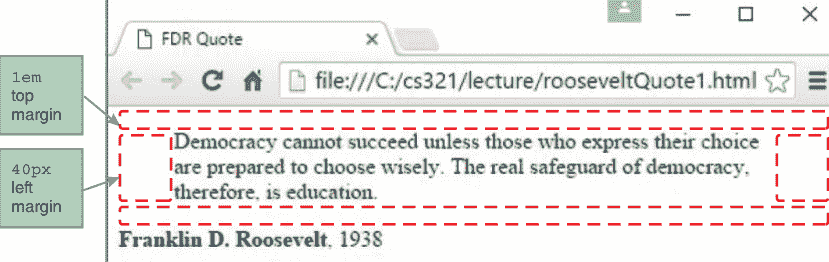 FDR Quote
file:///C:/cs321/lecture/rooseveltQuote1.html
1em
top
margin
40px
left
margin
Democracy cannot succeed unless those who express their choice
are prepared to choose wisely. The real safeguard of democracy,
therefore, is education.
Franklin D. Roosevelt, 1938